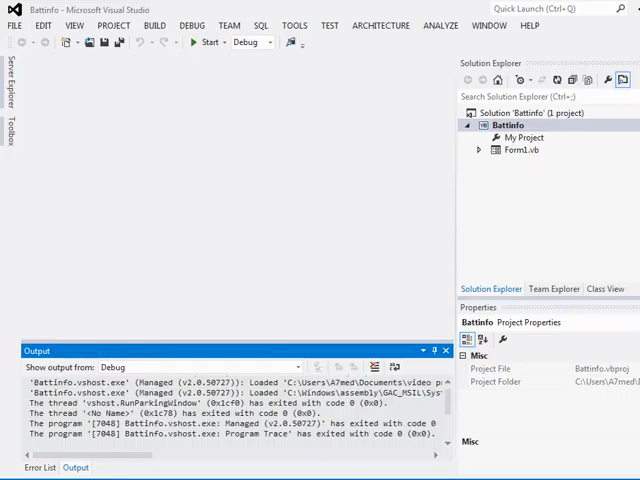 Battinfo - Microsoft Visual Studio
Quick Launch (Ctrl+Q)
FILE EDIT VIEW PROJECT BUILD DEBUG TEAM SQL TOOLS TEST ARCHITECTURE ANALYZE WINDOW HELP
Start Debug
Server Explorer
Toolbox
Solution Explorer
Search Solution Explorer (Ctrl+;)
Solution 'Battinfo' (1 project)
VB Battinfo
My Project
Form1.vb
Solution Explorer Team Explorer Class View
Properties
Battinfo Project Properties
Misc
Project File Battinfo.vbproj
Project Folder C:\Users\A7med\D
Misc
Output
Show output from: Debug
'Battinfo.vshost.exe' (Managed (v2.0.50727)): Loaded 'C:\Users\A7med\Documents\video p
'Battinfo.vshost.exe' (Managed (v2.0.50727)): Loaded 'C:\Windows\assembly\GAC_MSIL\Sys
The thread 'vshost.RunParkingWindow' (0x1cf0) has exited with code 0 (0x0).
The thread '<No Name>' (0x1c78) has exited with code 0 (0x0).
The program '[7048] Battinfo.vshost.exe: Managed (v2.0.50727)' has exited with code 0
The program '[7048] Battinfo.vshost.exe: Program Trace' has exited with code 0 (0x0).
Error List Output